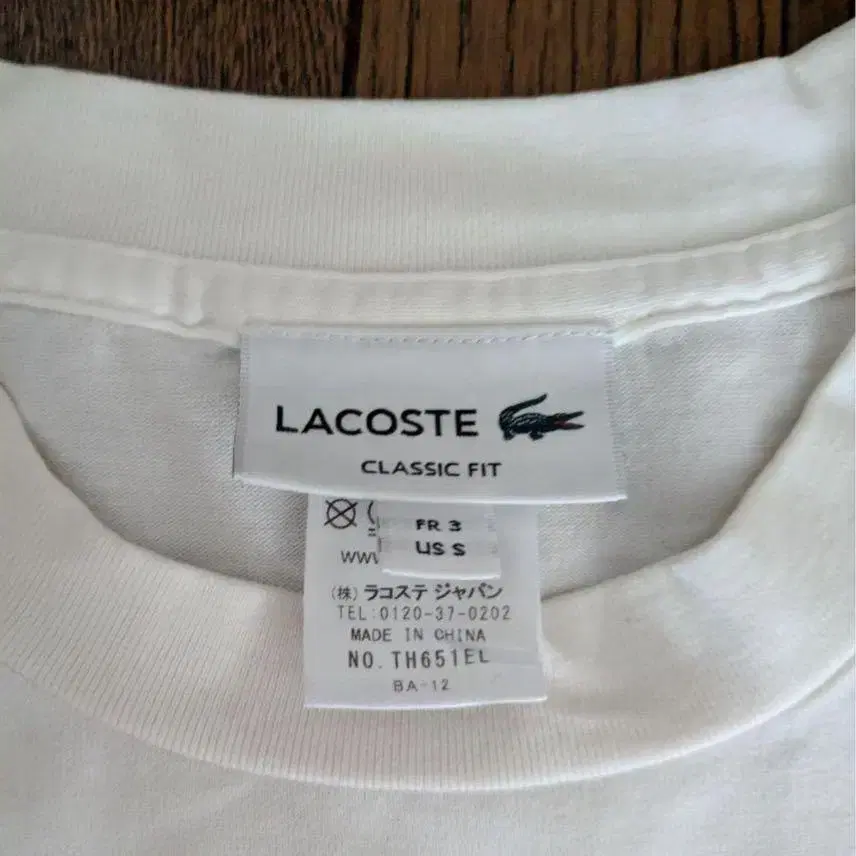 LACOSTE
CLASSIC FIT
FR 3
US S
(株) ラコステ ジャパン
TEL:0120-37-0202
MADE IN CHINA
NO. TH651EL
BA-12